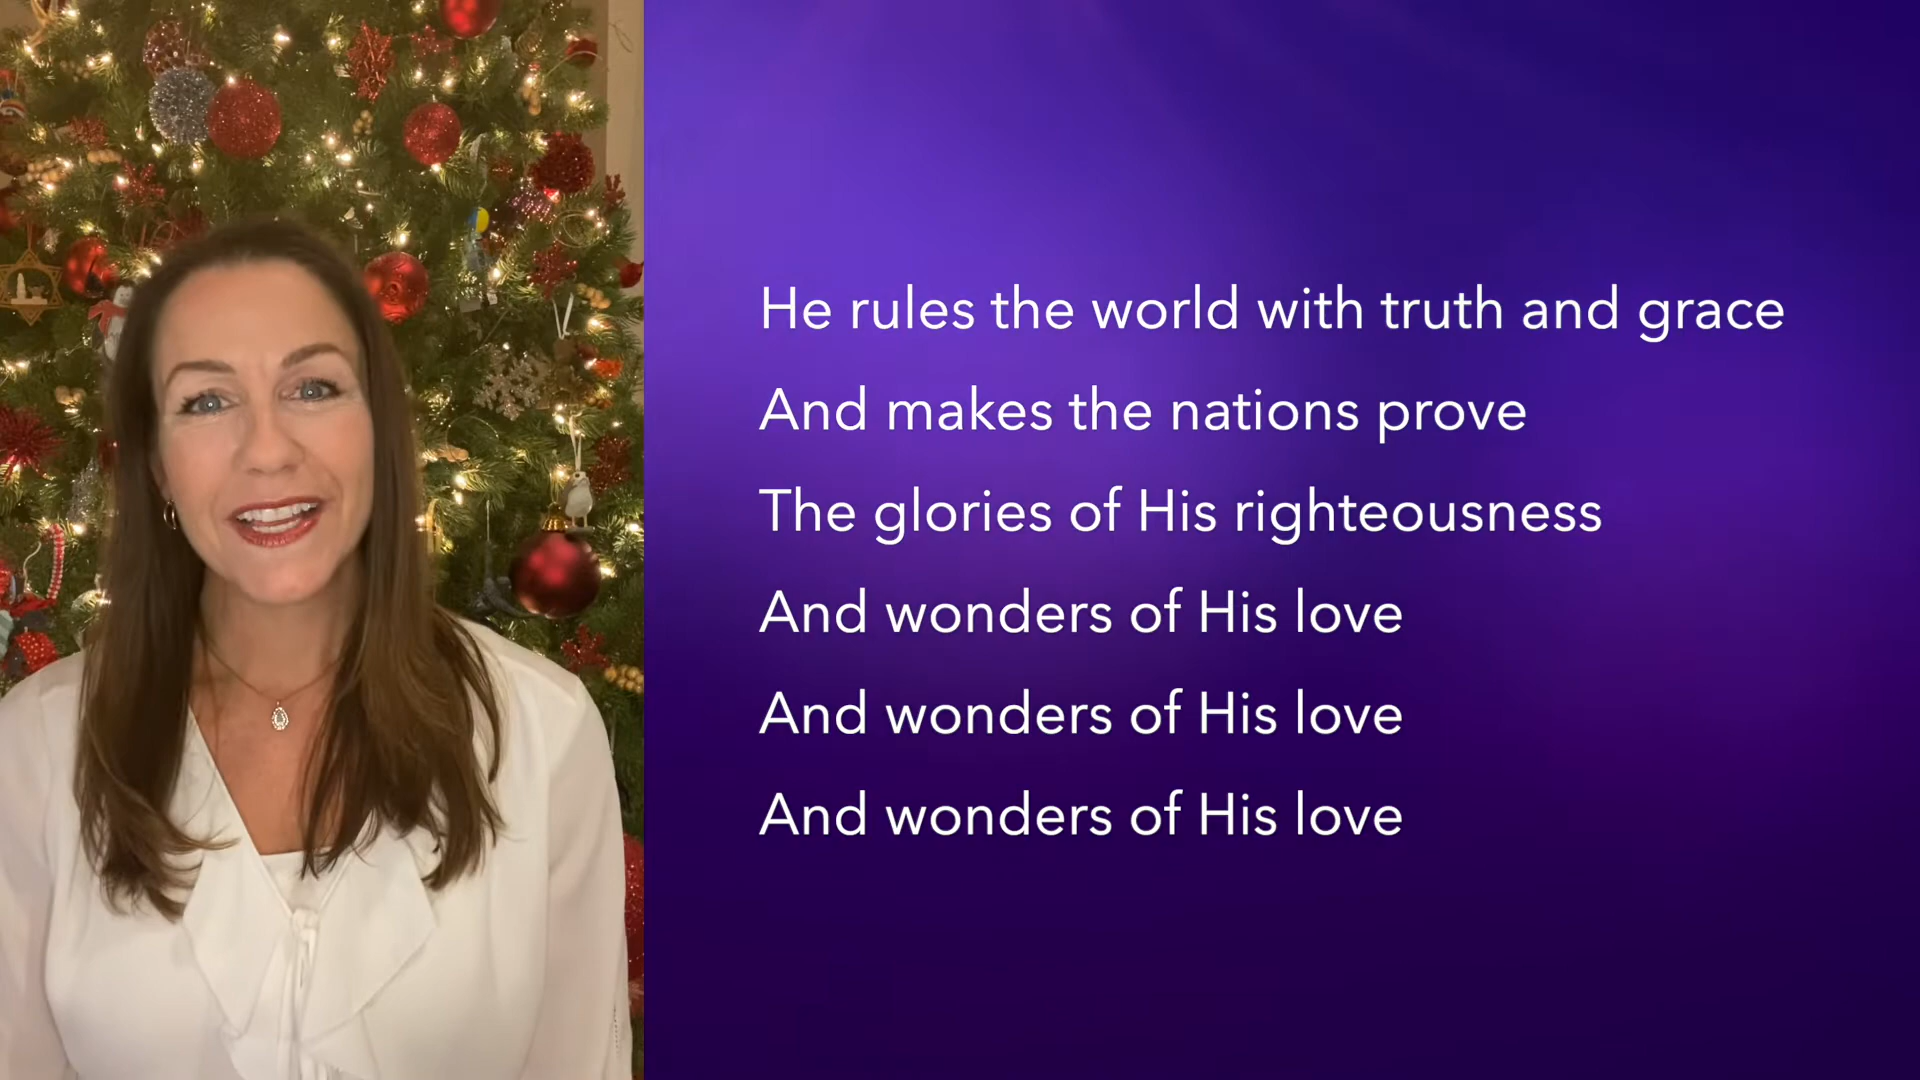 He rules the world with truth and grace
And makes the nations prove
The glories of His righteousness
And wonders of His love
And wonders of His love
And wonders of His love